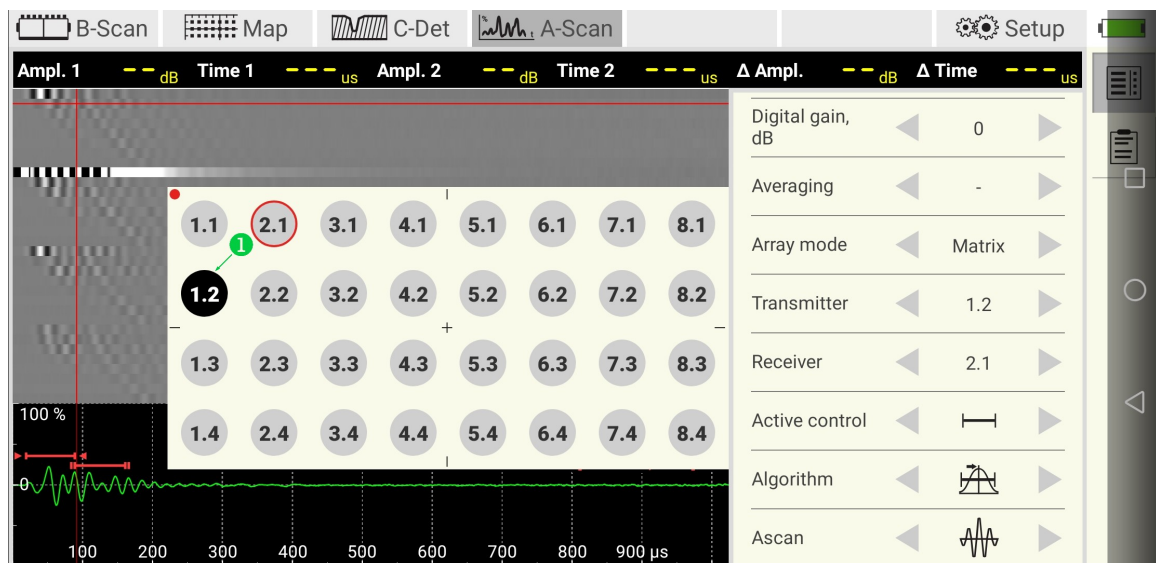 B-Scan Map C-Det A-Scan Setup
Ampl. 1 -- dB Time 1 --- us Ampl. 2 -- dB Time 2 --- us Δ Ampl. -- dB Δ Time --- us
Digital gain, dB 0
Averaging -
Array mode Matrix
Transmitter 1.2
Receiver 2.1
Active control
Algorithm
Ascan
1.1 2.1 3.1 4.1 5.1 6.1 7.1 8.1
1
1.2 2.2 3.2 4.2 5.2 6.2 7.2 8.2
1.3 2.3 3.3 4.3 5.3 6.3 7.3 8.3
1.4 2.4 3.4 4.4 5.4 6.4 7.4 8.4
100 %
0
100 200 300 400 500 600 700 800 900 µs